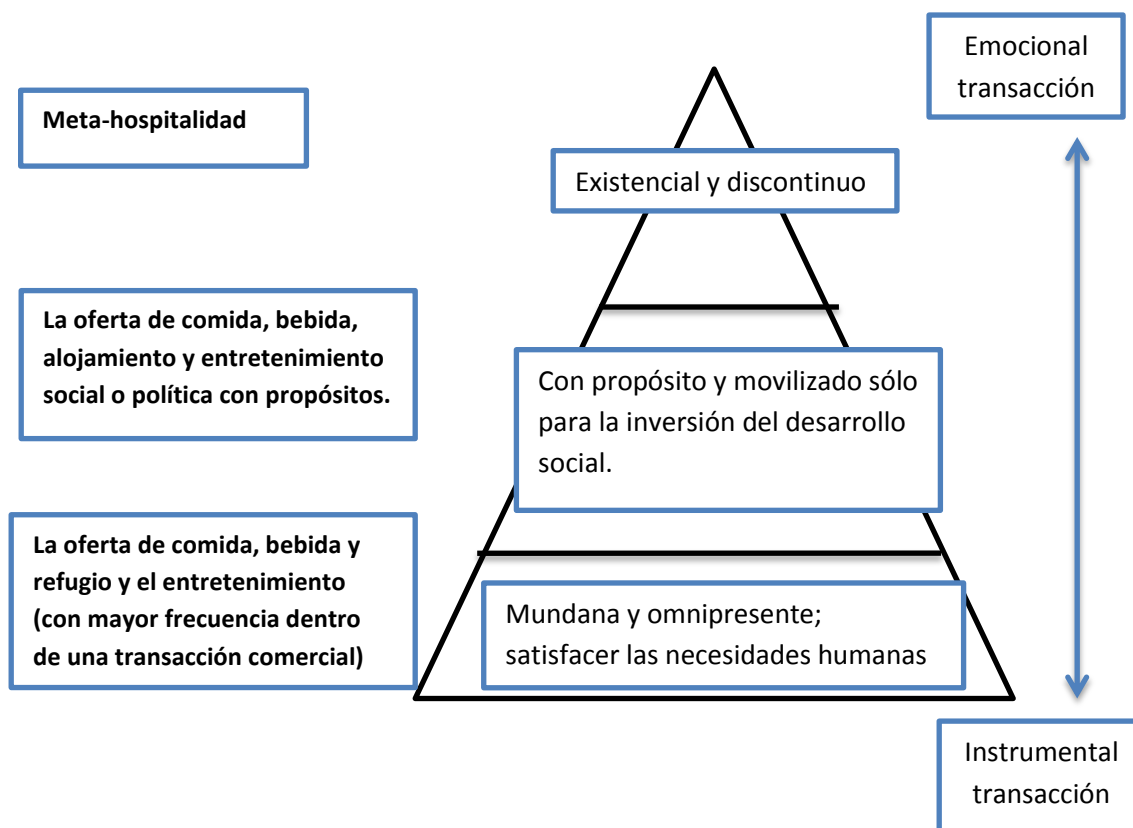 Emocional
transacción
Meta-hospitalidad
Existencial y discontinuo
La oferta de comida, bebida,
alojamiento y entretenimiento
social o política con propósitos.
Con propósito y movilizado sólo
para la inversión del desarrollo
social.
La oferta de comida, bebida y
refugio y el entretenimiento
(con mayor frecuencia dentro
de una transacción comercial)
Mundana y omnipresente;
satisfacer las necesidades humanas
Instrumental
transacción